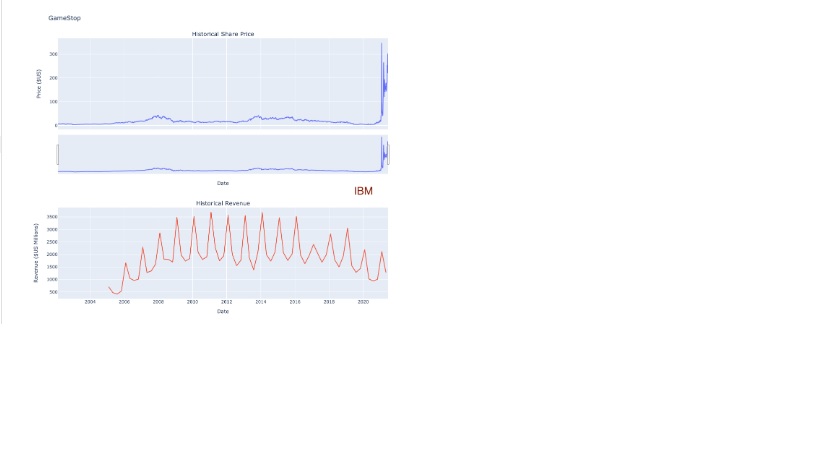 GameStop
Historical Share Price
300
200
100
0
Price ($US)
Date
IBM
Historical Revenue
3500
3000
2500
2000
1500
1000
500
Revenue ($US Millions)
2004 2006 2008 2010 2012 2014 2016 2018 2020
Date